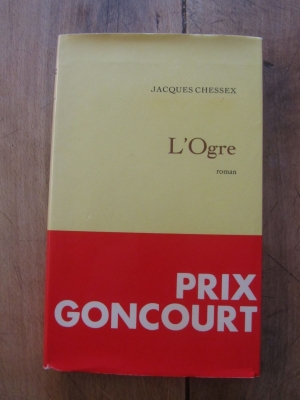 JACQUES CHESSEX
L'Ogre
roman
PRIX
GONCOURT